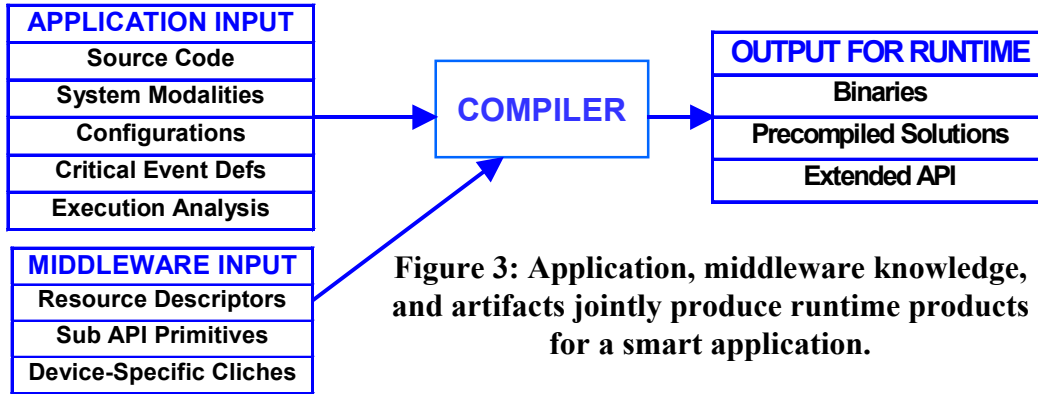 APPLICATION INPUT
Source Code
System Modalities
Configurations
Critical Event Defs
Execution Analysis
MIDDLEWARE INPUT
Resource Descriptors
Sub API Primitives
Device-Specific Cliches
COMPILER
OUTPUT FOR RUNTIME
Binaries
Precompiled Solutions
Extended API
Figure 3: Application, middleware knowledge,
and artifacts jointly produce runtime products
for a smart application.